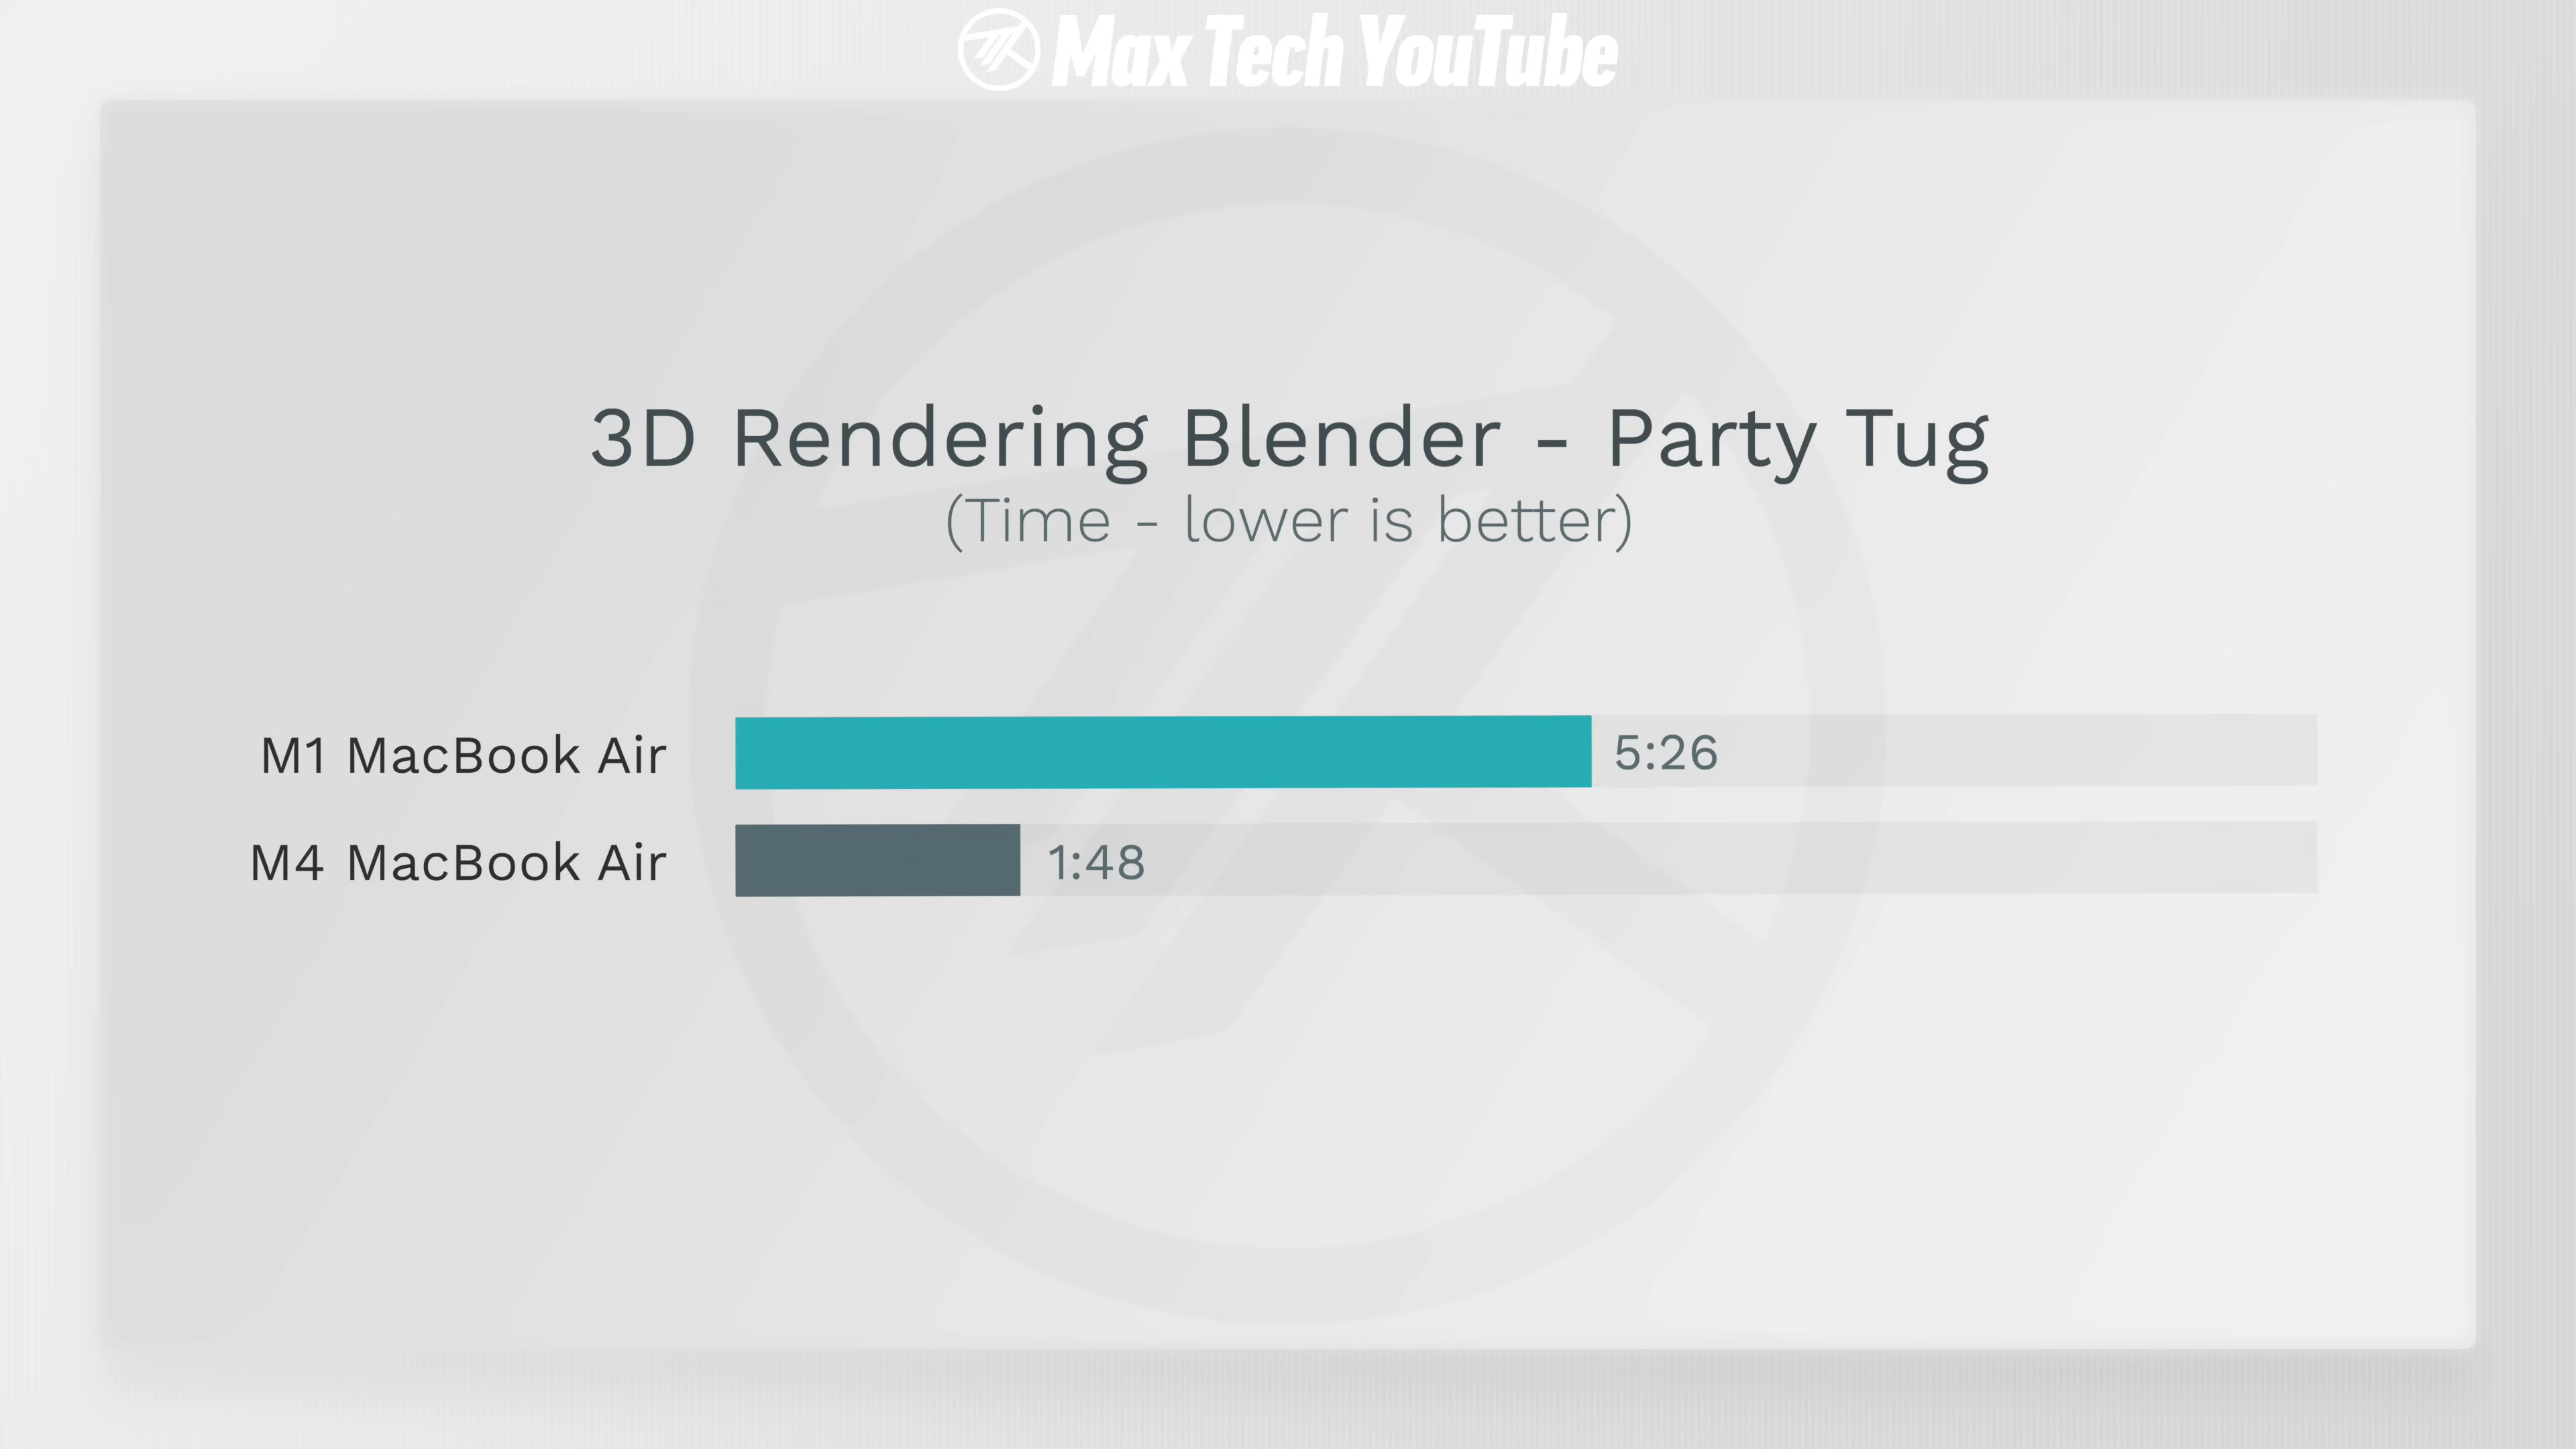 Max Tech YouTube
3D Rendering Blender - Party Tug
(Time - lower is better)
M1 MacBook Air 5:26
M4 MacBook Air 1:48